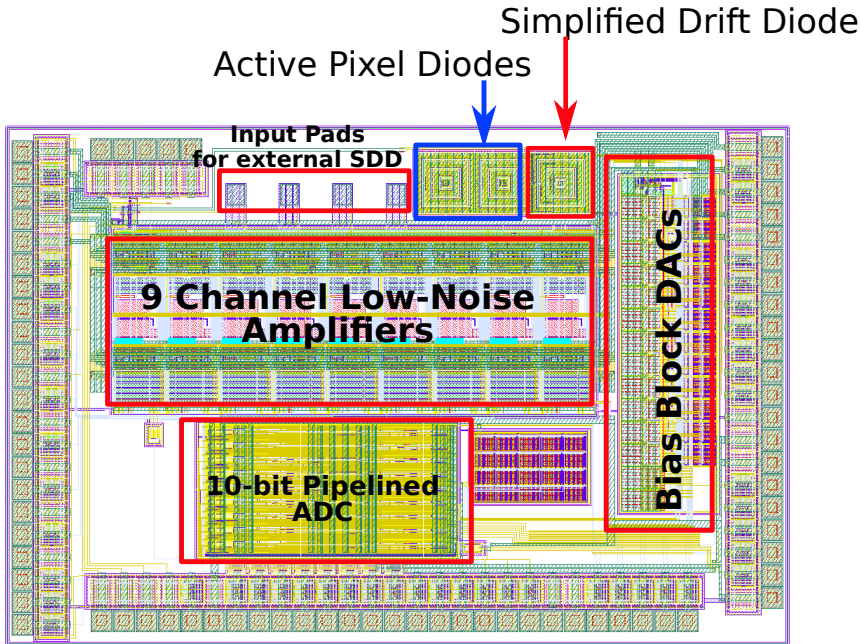 Simplified Drift Diode
Active Pixel Diodes
Input Pads
for external SDD
9 Channel Low-Noise
Amplifiers
Bias Block DACs
10-bit Pipelined
ADC